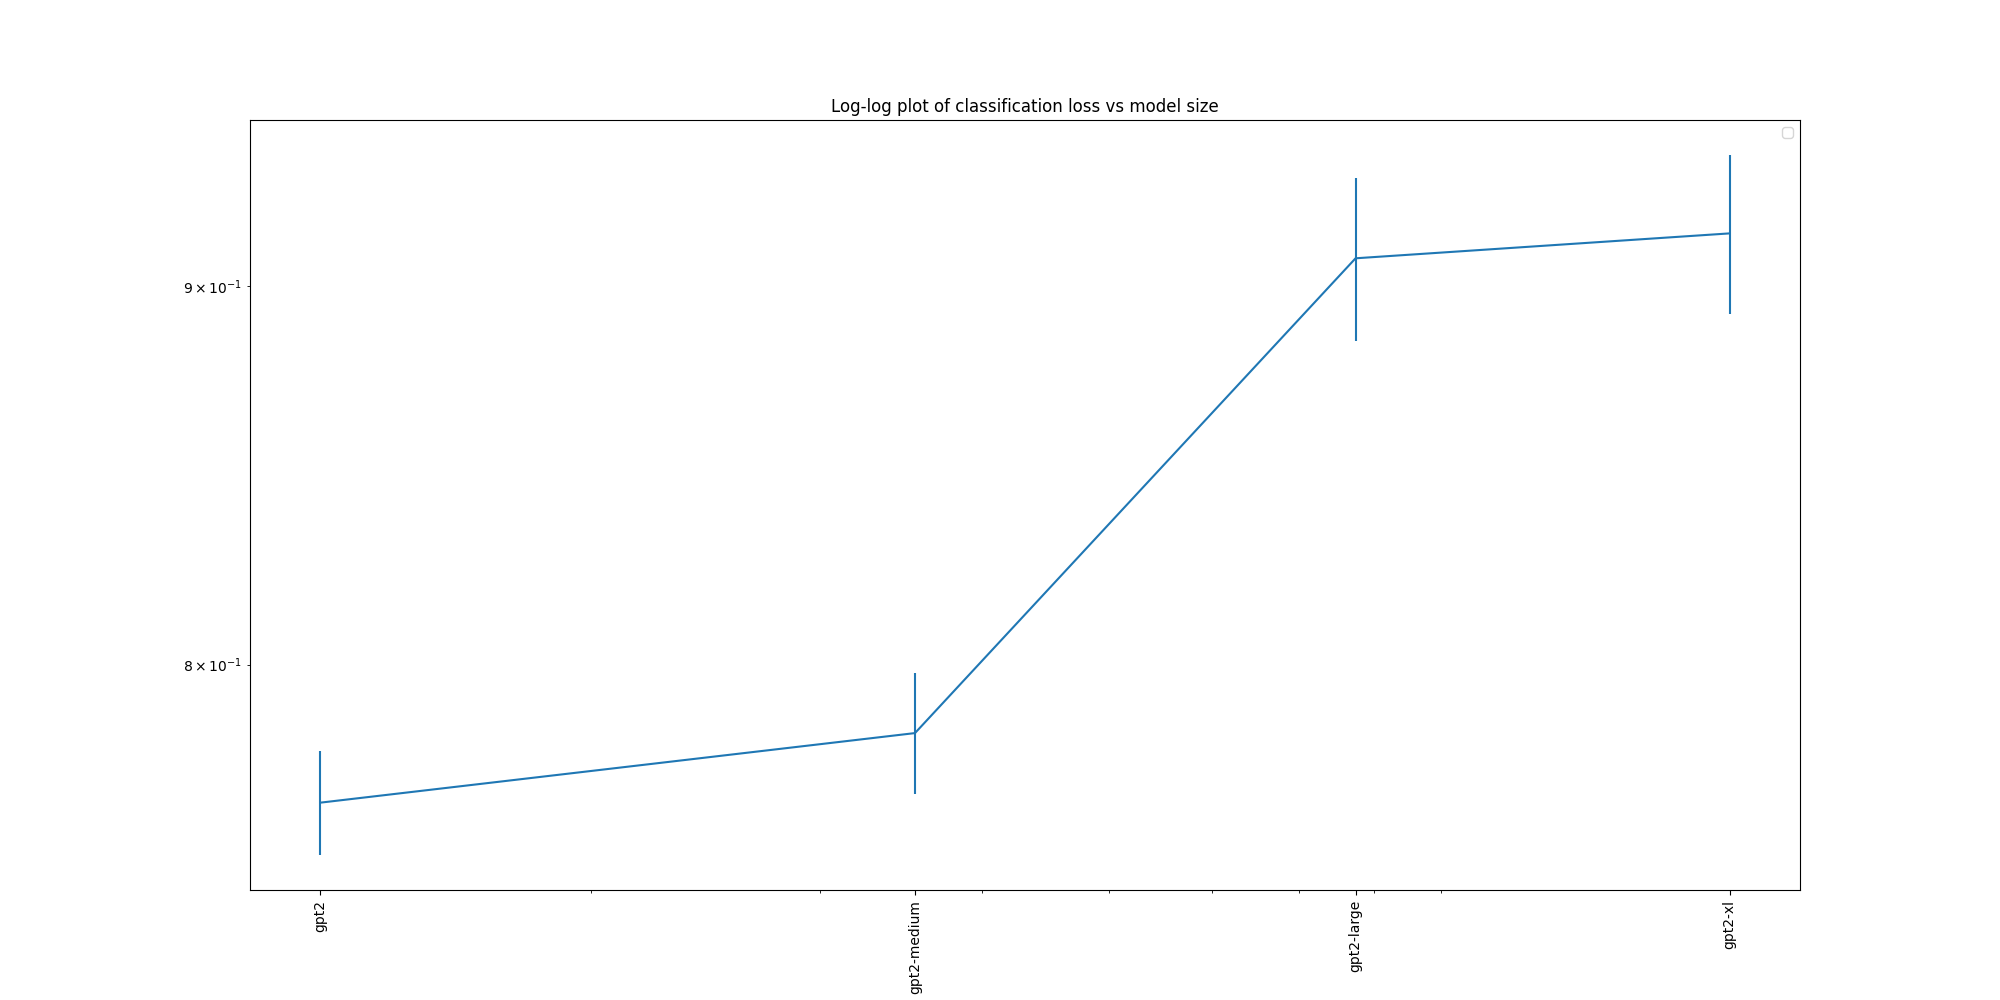 Log-log plot of classification loss vs model size
9 × 10⁻¹
8 × 10⁻¹
gpt2
gpt2-medium
gpt2-large
gpt2-xl